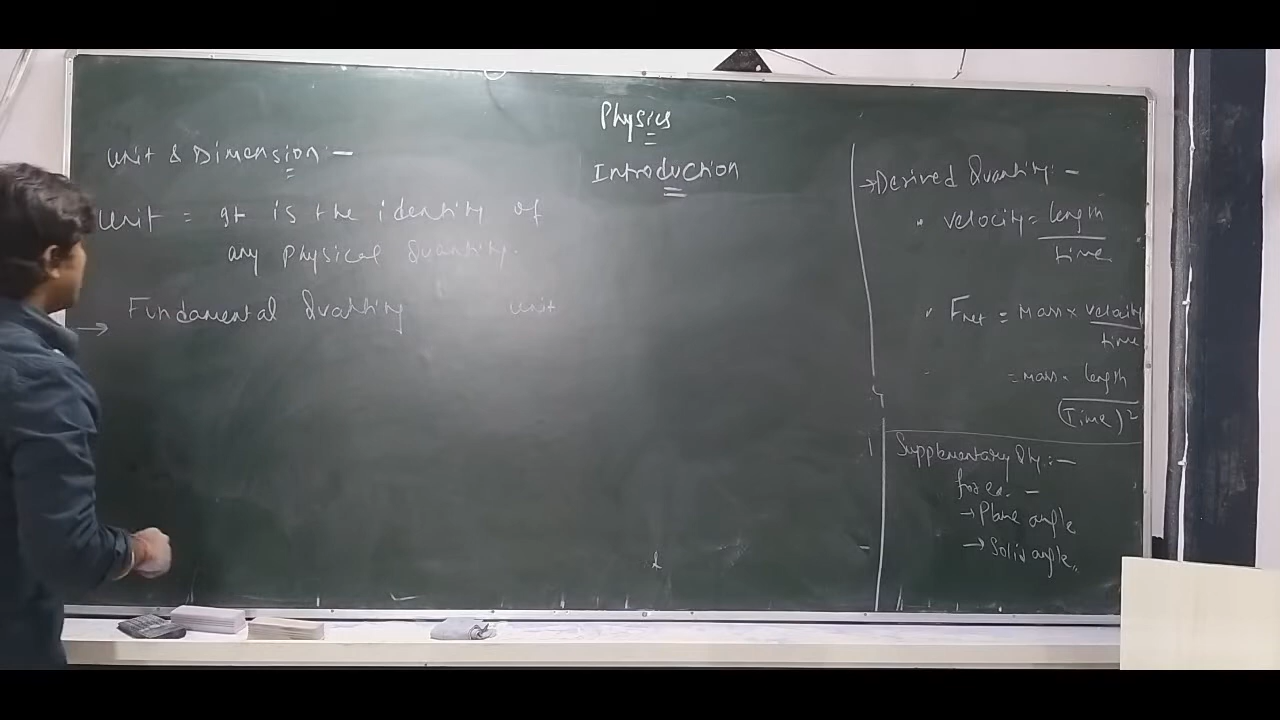 Physics
Introduction
Unit & Dimension :-
Unit = It is the identity of
any Physical Quantity.
→ Fundamental Quantity Unit
→ Derived Quantity :-
• velocity = length
time
• Fnet = Mass × velocity
time
= mass × length
(Time)²
Supplementary Qty :-
for ex. -
→ Plane angle
→ Solid angle